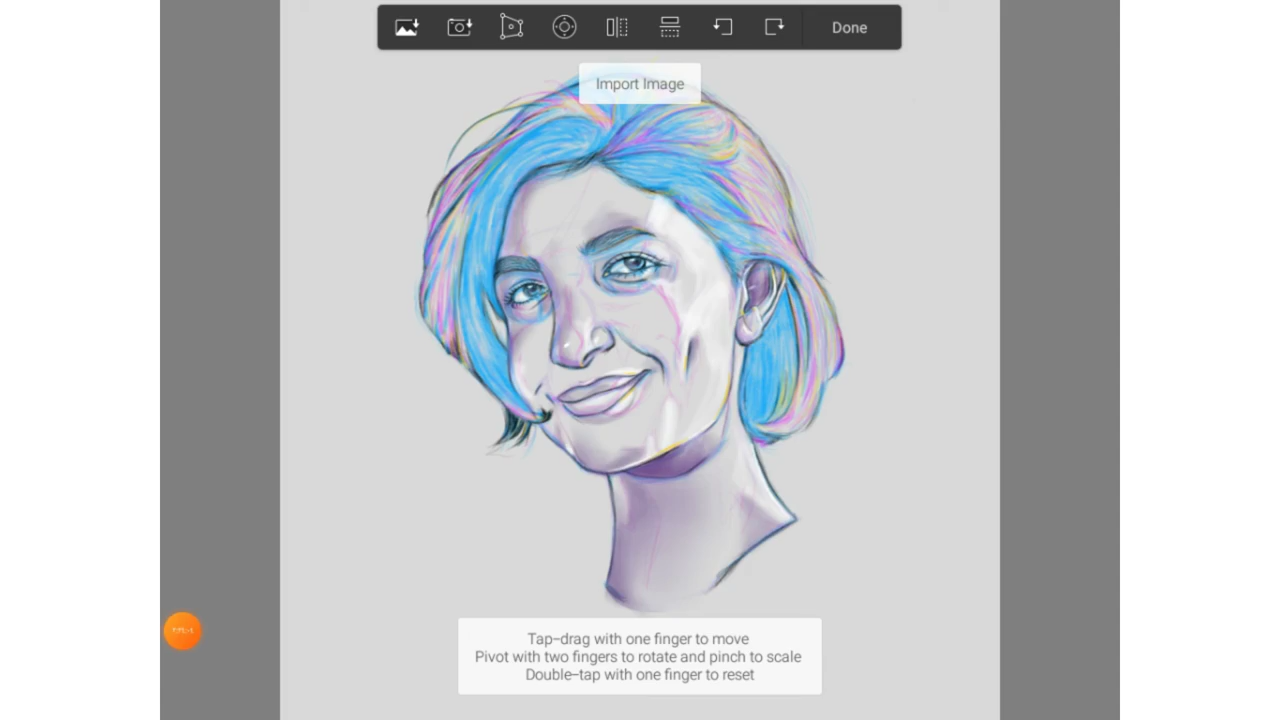 Done
Import Image
Tap-drag with one finger to move
Pivot with two fingers to rotate and pinch to scale
Double-tap with one finger to reset